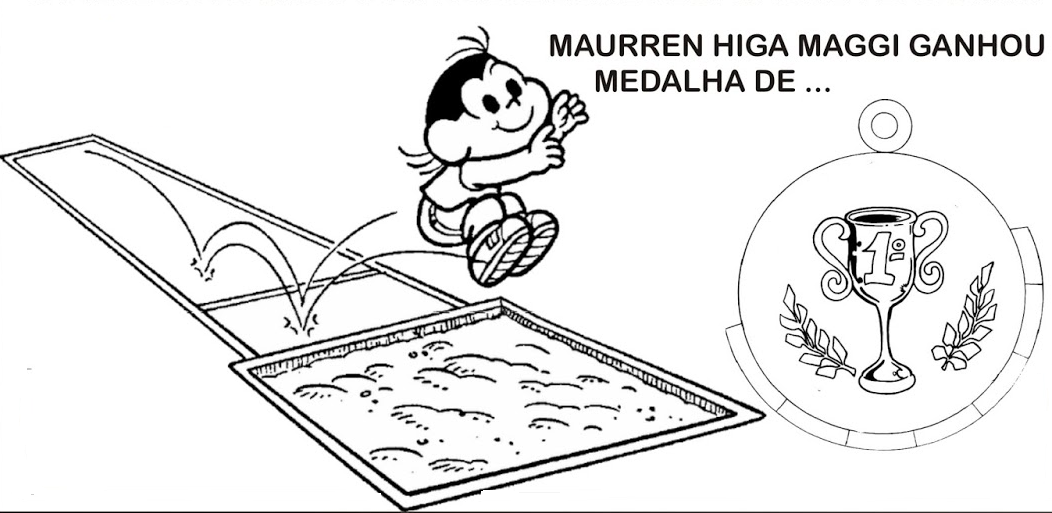 MAURREN HIGA MAGGI GANHOU
MEDALHA DE ...
1º